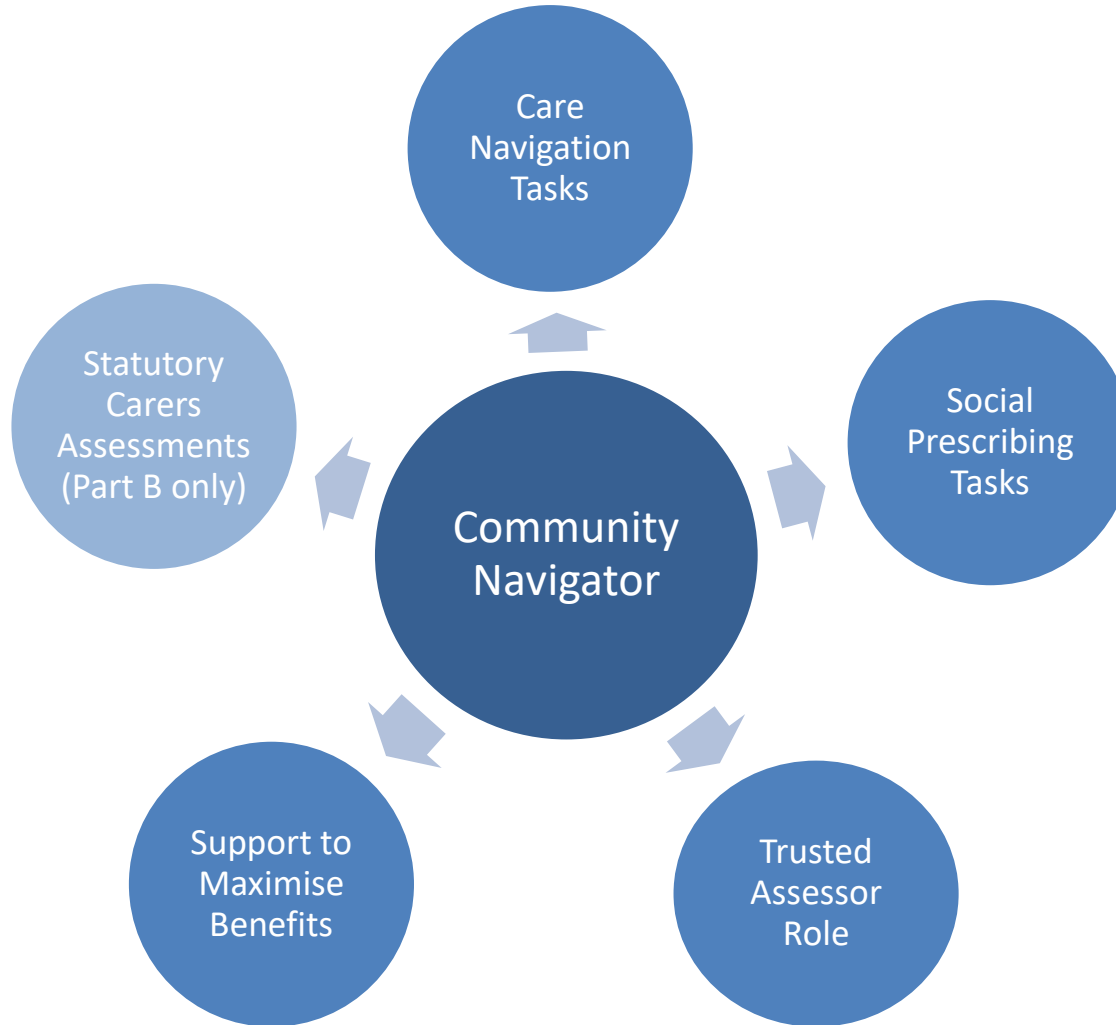 Care
Navigation
Tasks
Statutory
Carers
Assessments
(Part B only)
Social
Prescribing
Tasks
Community
Navigator
Support to
Maximise
Benefits
Trusted
Assessor
Role